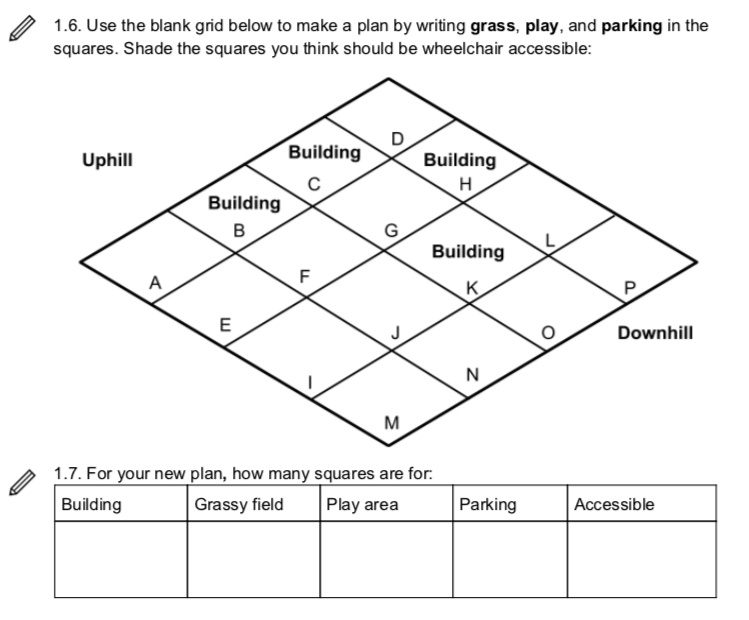 1.6. Use the blank grid below to make a plan by writing grass, play, and parking in the
squares. Shade the squares you think should be wheelchair accessible:
D
Uphill
Building
Building
C
H
Building
B
G
L
Building
A
F
K
P
E
J
O
Downhill
I
N
M
1.7. For your new plan, how many squares are for:
Building
Grassy field
Play area
Parking
Accessible